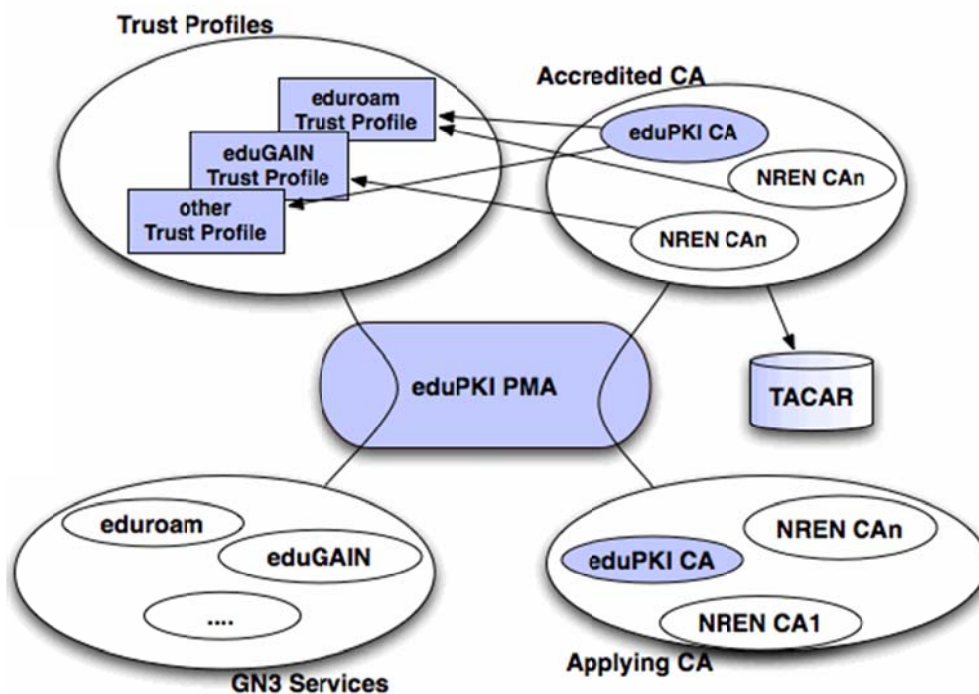 Trust Profiles
eduroam
Trust Profile
eduGAIN
Trust Profile
other
Trust Profile
Accredited CA
eduPKI CA
NREN CAn
NREN CAn
eduPKI PMA
TACAR
eduroam
eduGAIN
....
GN3 Services
NREN CAn
eduPKI CA
NREN CA1
Applying CA